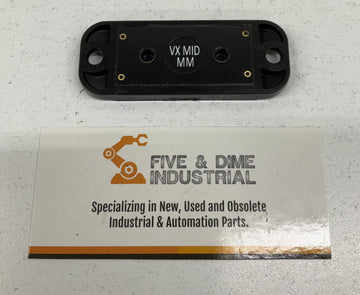 VX MID
MM
FIVE & DIME
INDUSTRIAL
Specializing in New, Used and Obsolete
Industrial & Automation Parts.